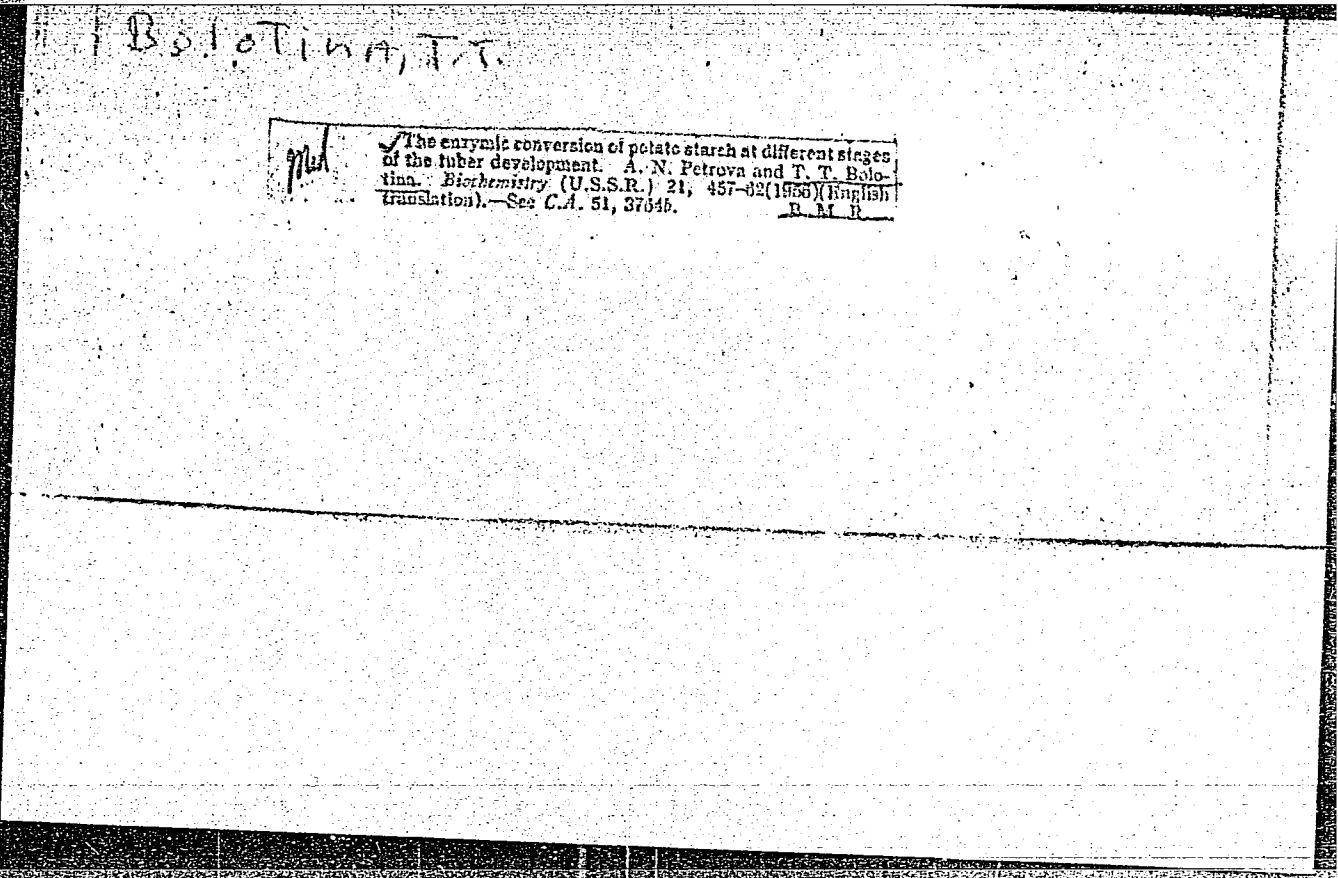 Bolotina, T.T.
Med
✓The enzymic conversion of potato starch at different stages
of the tuber development. A. N. Petrova and T. T. Bolo-
tina. Biochemistry (U.S.S.R.) 21, 457-62(1956)(English
translation).—See C.A. 51, 3764b.
B. M. R.